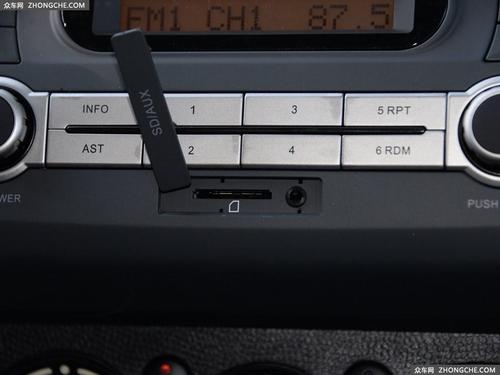 众车网 ZHONGCHE.COM
FM1 CH1 87.5
SD/AUX
INFO 1 3 5 RPT
AST 2 4 6 RDM
WER
PUSH
众车网 ZHONGCHE.COM